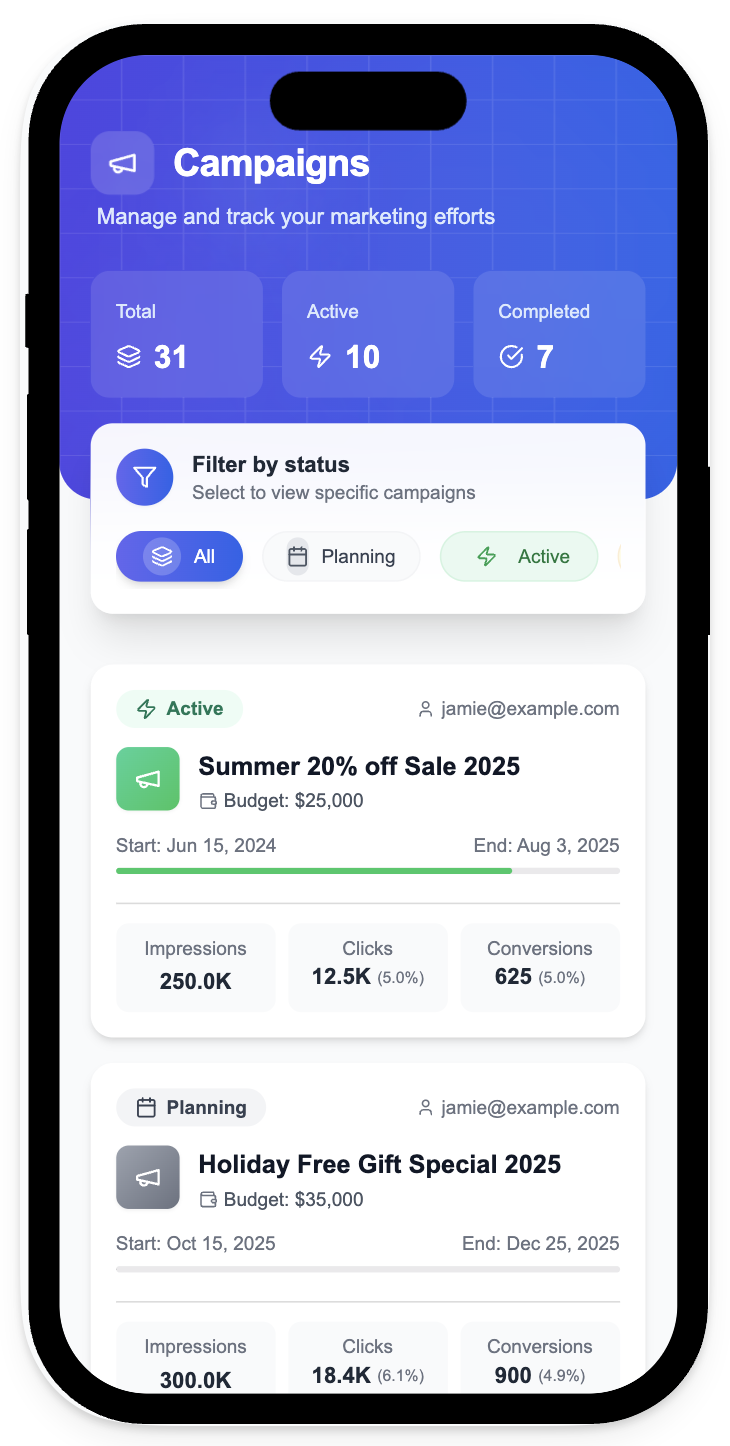 Campaigns
Manage and track your marketing efforts
Total
31
Active
10
Completed
7
Filter by status
Select to view specific campaigns
All
Planning
Active
Active
jamie@example.com
Summer 20% off Sale 2025
Budget: $25,000
Start: Jun 15, 2024
End: Aug 3, 2025
Impressions
250.0K
Clicks
12.5K (5.0%)
Conversions
625 (5.0%)
Planning
jamie@example.com
Holiday Free Gift Special 2025
Budget: $35,000
Start: Oct 15, 2025
End: Dec 25, 2025
Impressions
300.0K
Clicks
18.4K (6.1%)
Conversions
900 (4.9%)